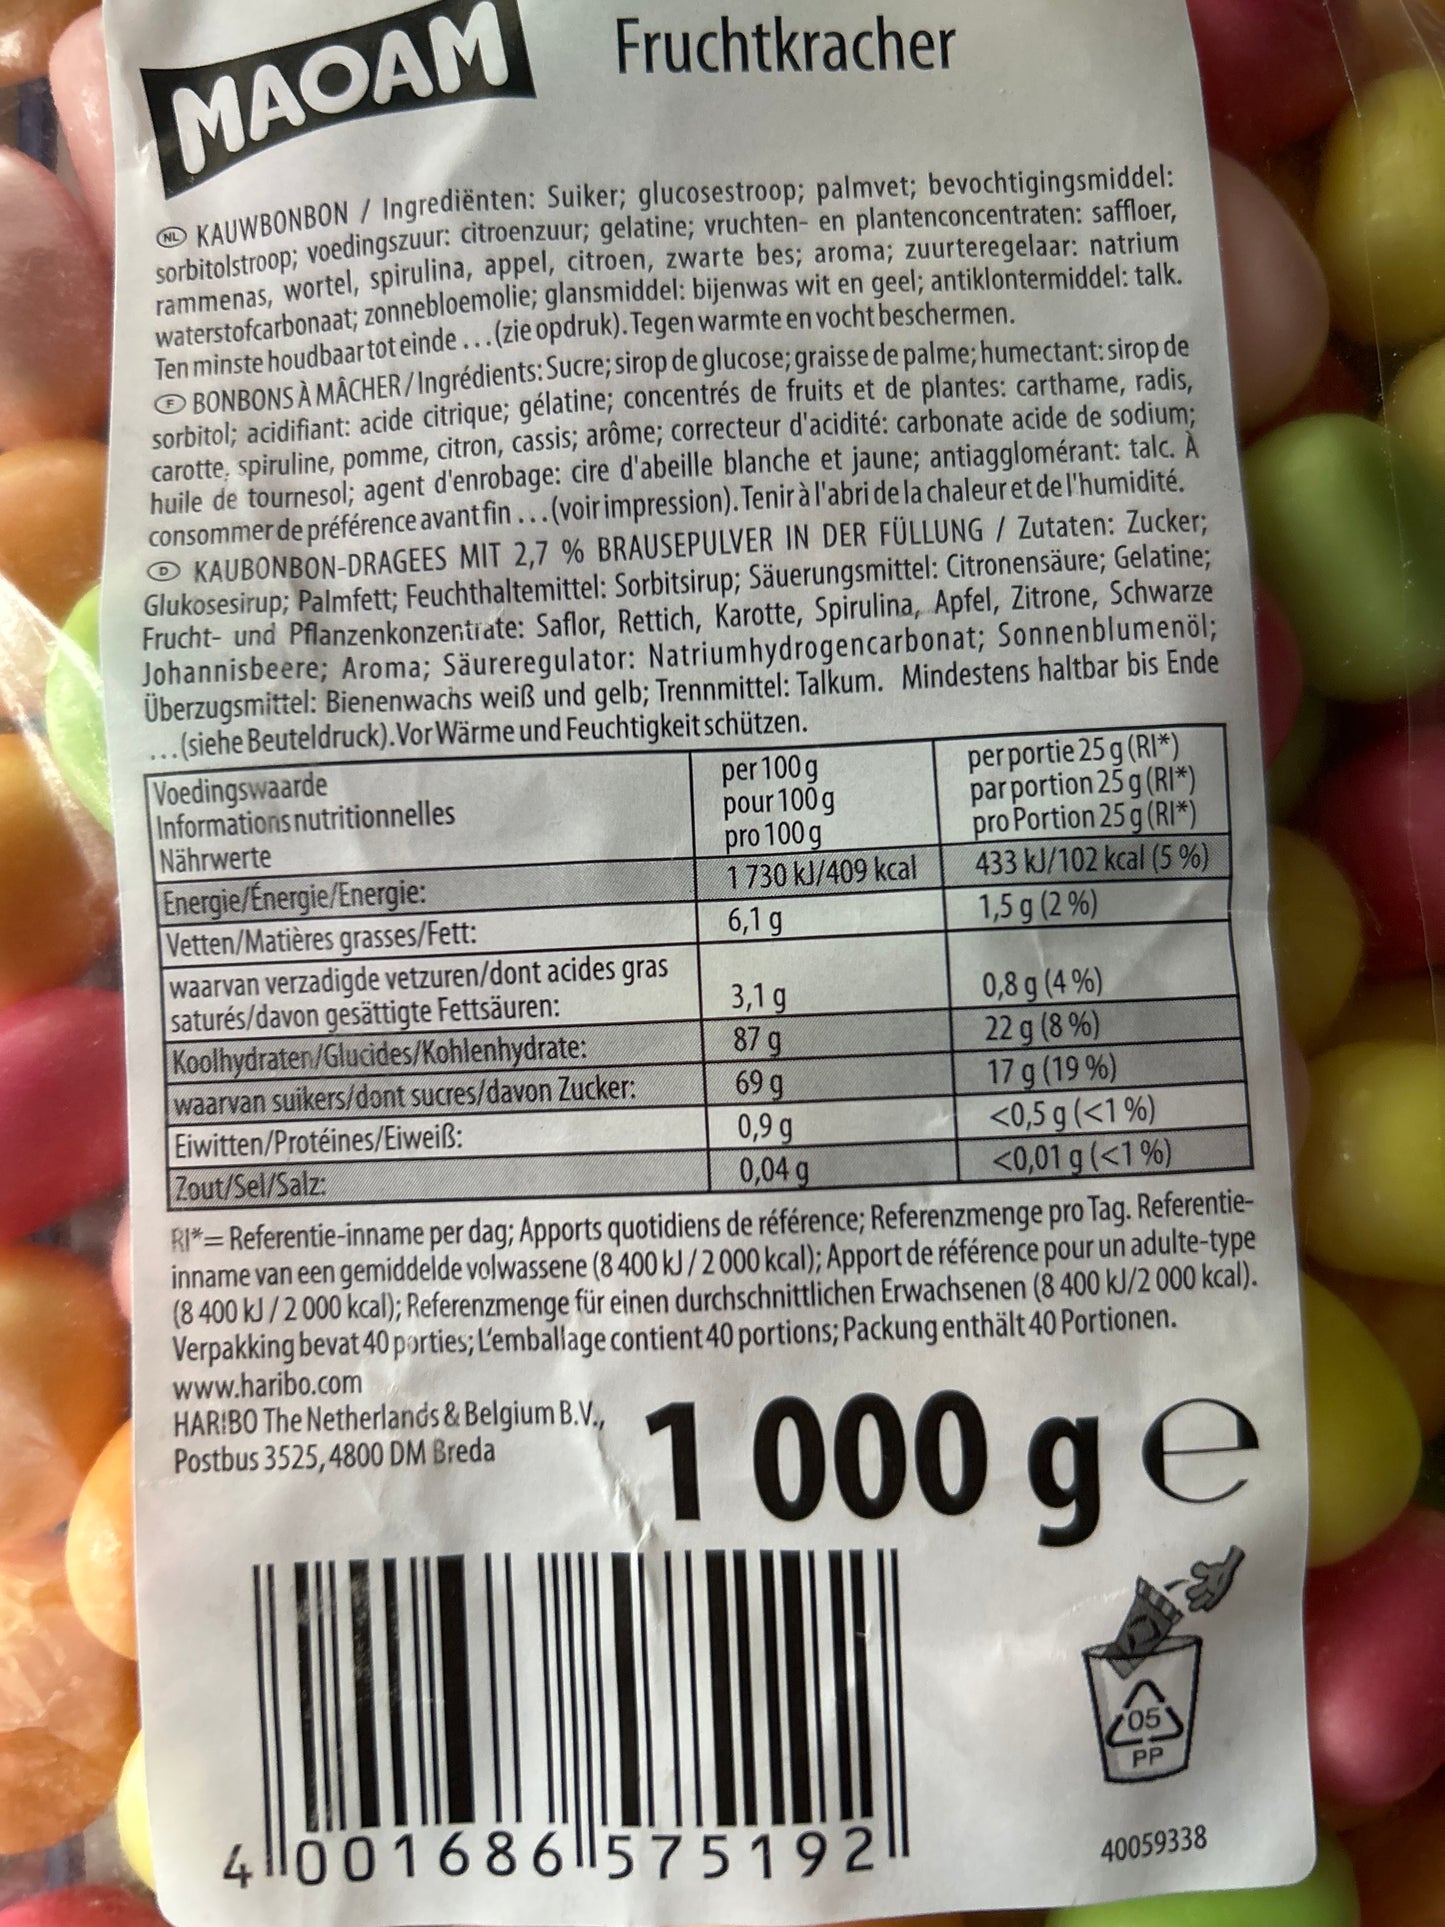 MAOAM Fruchtkracher
NL KAUWBONBON / Ingrediënten: Suiker; glucosestroop; palmvet; bevochtigingsmiddel:
sorbitolstroop; voedingszuur: citroenzuur; gelatine; vruchten- en plantenconcentraten: saffloer,
rammenas, wortel, spirulina, appel, citroen, zwarte bes; aroma; zuurteregelaar: natrium
waterstofcarbonaat; zonnebloemolie; glansmiddel: bijenwas wit en geel; antiklontermiddel: talk.
Ten minste houdbaar tot einde ...(zie opdruk). Tegen warmte en vocht beschermen.
F BONBONS À MÂCHER / Ingrédients: Sucre; sirop de glucose; graisse de palme; humectant: sirop de
sorbitol; acidifiant: acide citrique; gélatine; concentrés de fruits et de plantes: carthame, radis,
carotte, spiruline, pomme, citron, cassis; arôme; correcteur d'acidité: carbonate acide de sodium;
huile de tournesol; agent d'enrobage: cire d'abeille blanche et jaune; antiagglomérant: talc. À
consommer de préférence avant fin ...(voir impression). Tenir à l'abri de la chaleur et de l'humidité.
D KAUBONBON-DRAGEES MIT 2,7 % BRAUSEPULVER IN DER FÜLLUNG / Zutaten: Zucker;
Glukosesirup; Palmfett; Feuchthaltemittel: Sorbitsirup; Säuerungsmittel: Citronensäure; Gelatine;
Frucht- und Pflanzenkonzentrate: Saflor, Rettich, Karotte, Spirulina, Apfel, Zitrone, Schwarze
Johannisbeere; Aroma; Säureregulator: Natriumhydrogencarbonat; Sonnenblumenöl;
Überzugsmittel: Bienenwachs weiß und gelb; Trennmittel: Talkum. Mindestens haltbar bis Ende
...(siehe Beuteldruck). Vor Wärme und Feuchtigkeit schützen.
Voedingswaarde per 100 g per portie 25 g (RI*)
Informations nutritionnelles pour 100 g par portion 25 g (RI*)
Nährwerte pro 100 g pro Portion 25 g (RI*)
Energie/Énergie/Energie: 1 730 kJ/409 kcal 433 kJ/102 kcal (5 %)
Vetten/Matières grasses/Fett: 6,1 g 1,5 g (2 %)
waarvan verzadigde vetzuren/dont acides gras
saturés/davon gesättigte Fettsäuren: 3,1 g 0,8 g (4 %)
Koolhydraten/Glucides/Kohlenhydrate: 87 g 22 g (8 %)
waarvan suikers/dont sucres/davon Zucker: 69 g 17 g (19 %)
Eiwitten/Protéines/Eiweiß: 0,9 g <0,5 g (<1 %)
Zout/Sel/Salz: 0,04 g <0,01 g (<1 %)
RI*= Referentie-inname per dag; Apports quotidiens de référence; Referenzmenge pro Tag. Referentie-
inname van een gemiddelde volwassene (8 400 kJ / 2 000 kcal); Apport de référence pour un adulte-type
(8 400 kJ / 2 000 kcal); Referenzmenge für einen durchschnittlichen Erwachsenen (8 400 kJ/2 000 kcal).
Verpakking bevat 40 porties; L'emballage contient 40 portions; Packung enthält 40 Portionen.
www.haribo.com
HARIBO The Netherlands & Belgium B.V.,
Postbus 3525, 4800 DM Breda
1 000 g e
05
PP
4 001686 575192
40059338